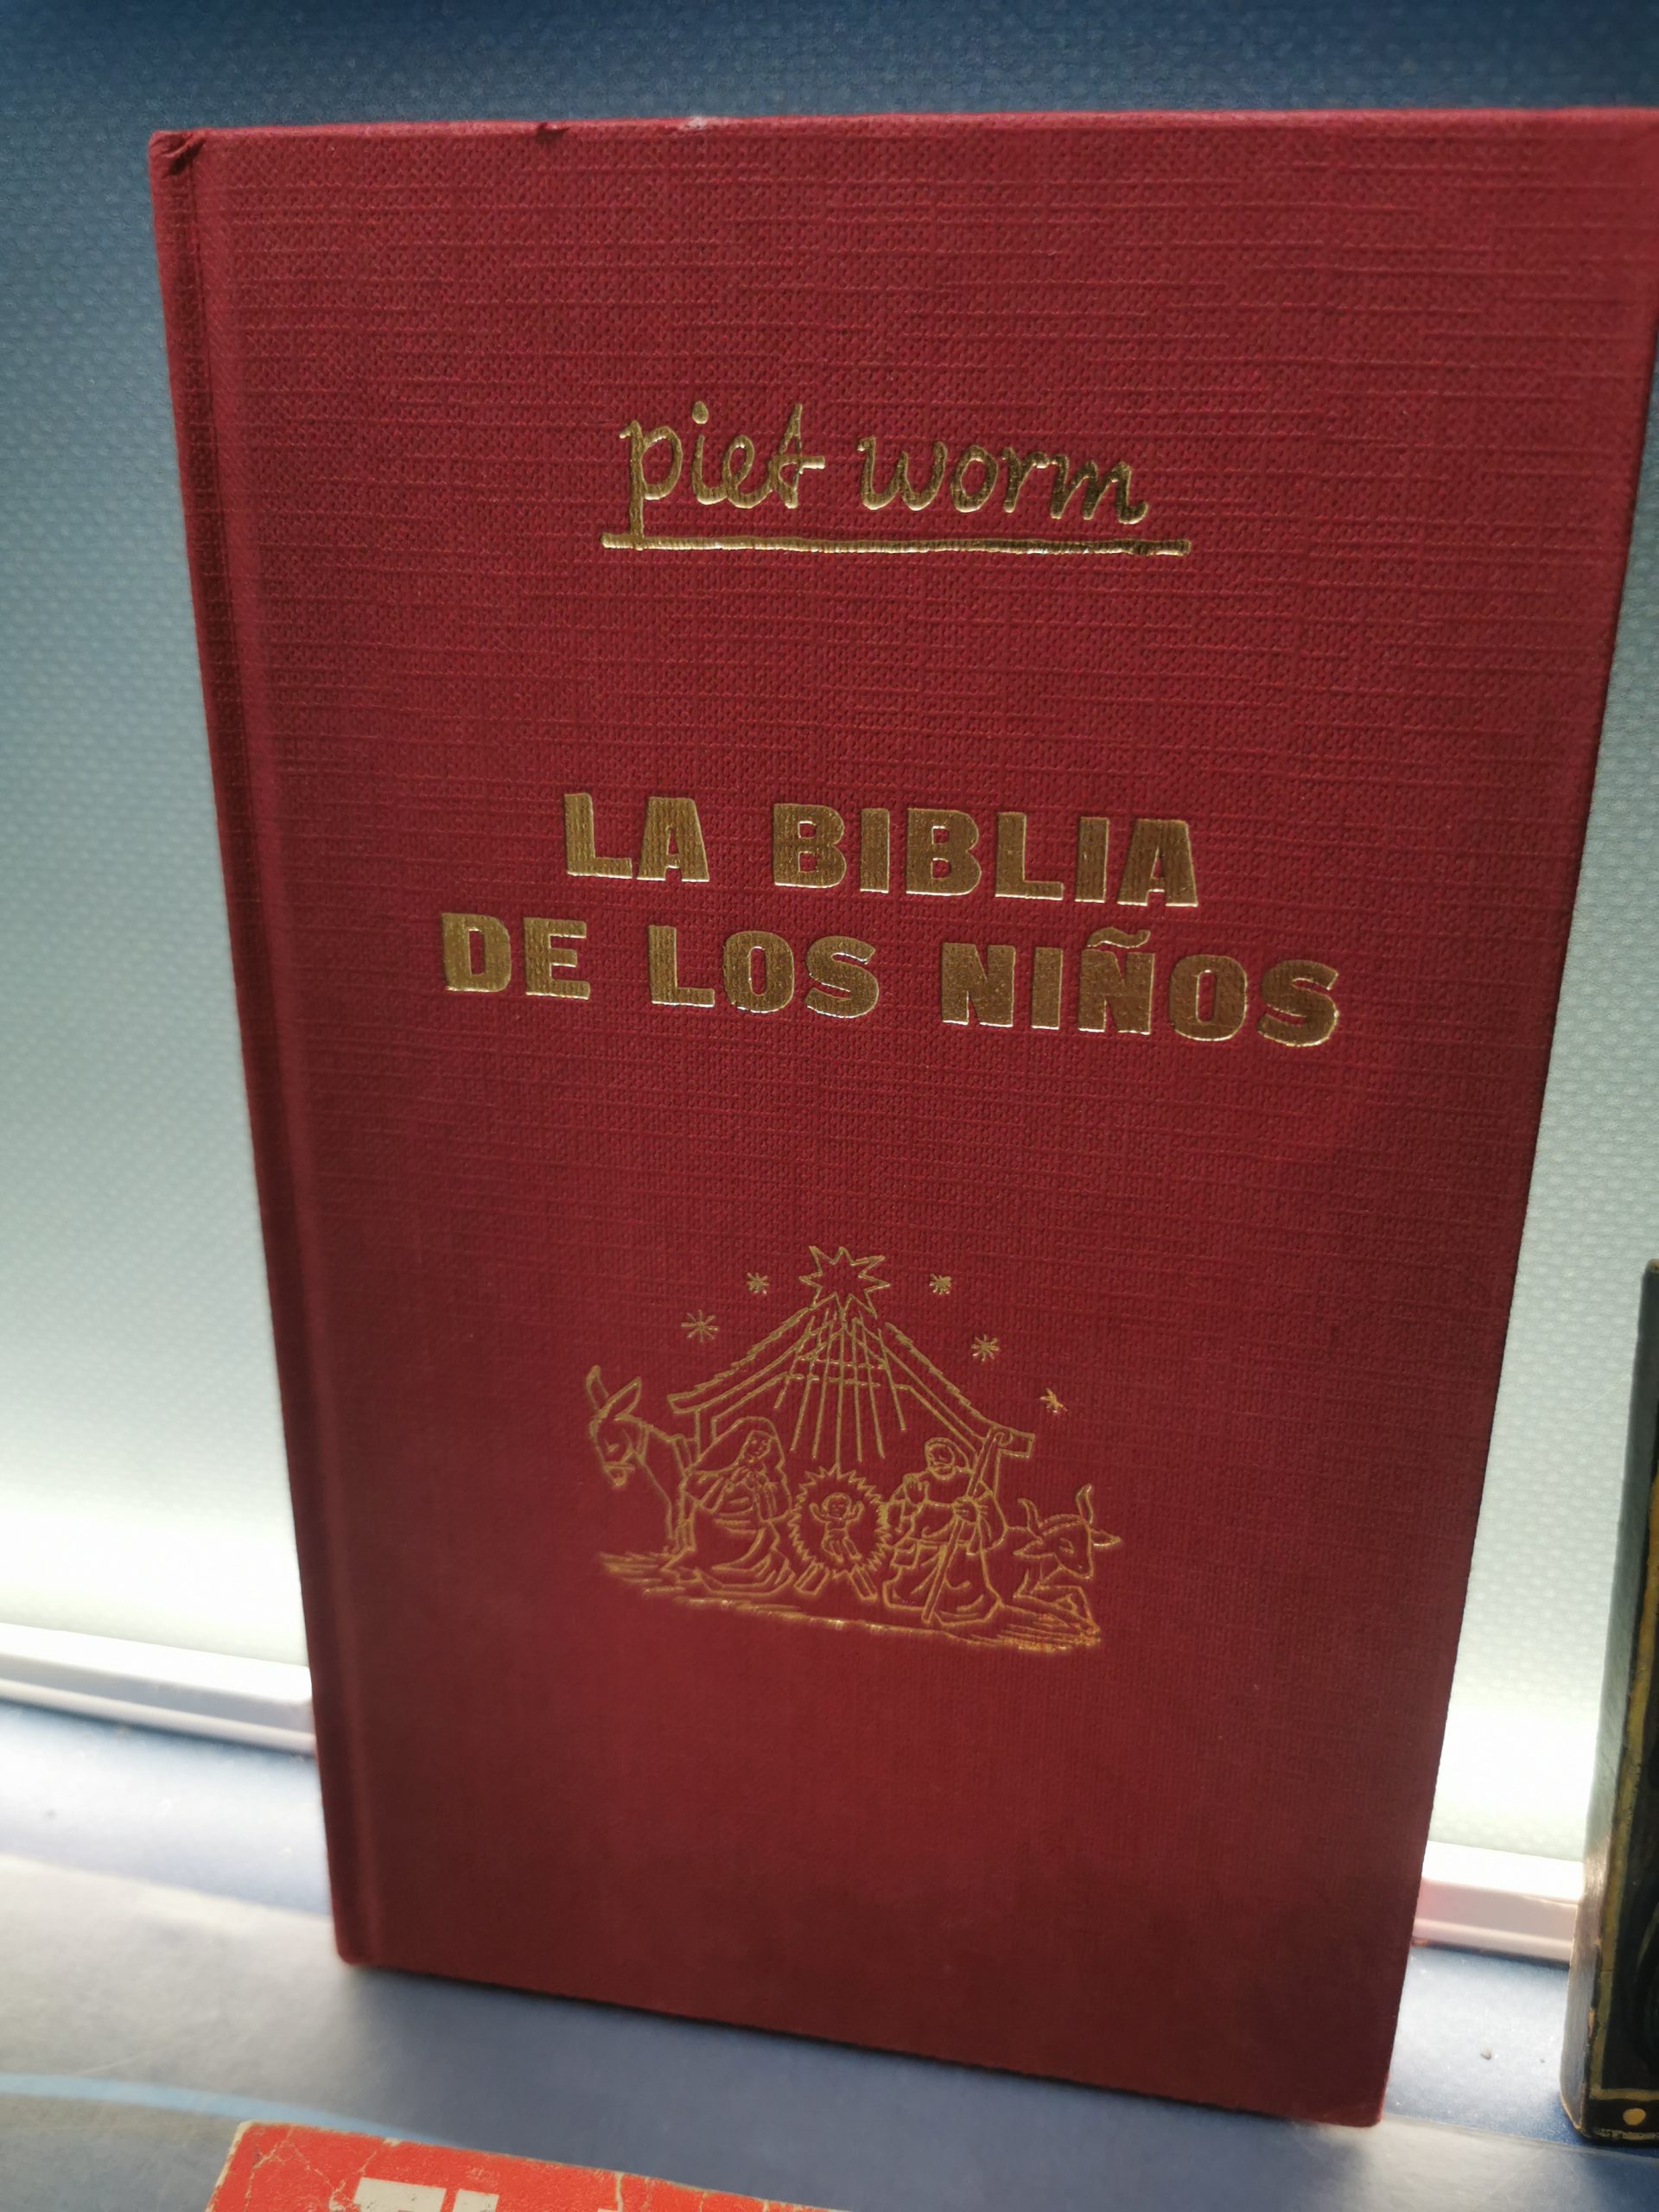 piet worm
LA BIBLIA
DE LOS NIÑOS